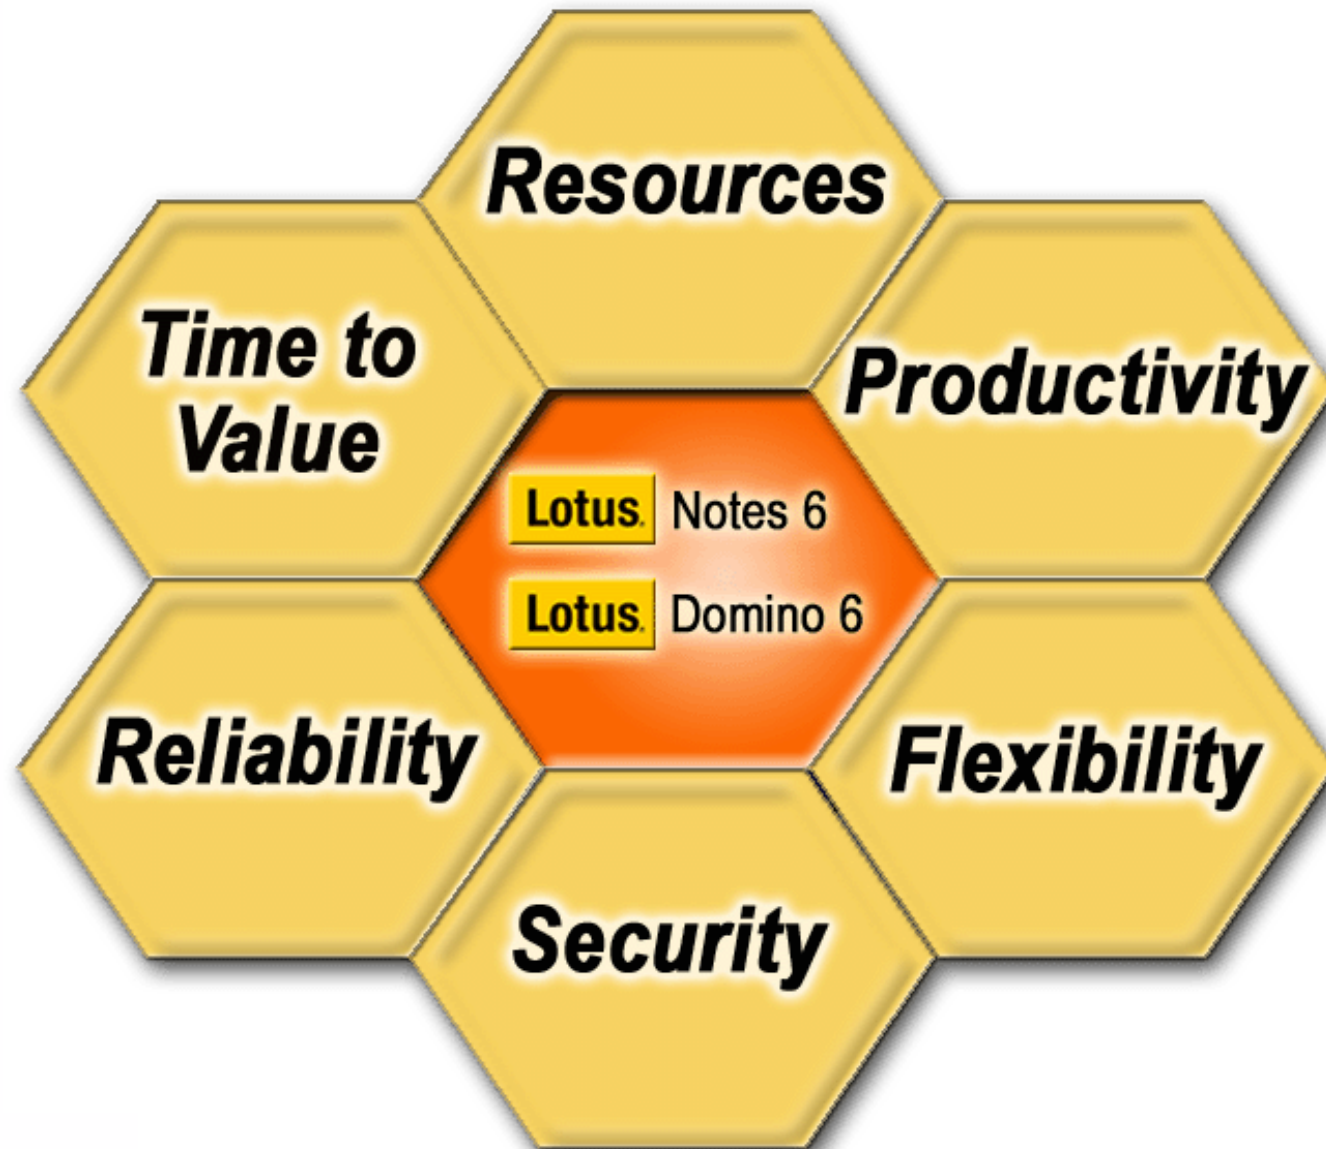 Resources
Time to
Value
Productivity
Lotus. Notes 6
Lotus. Domino 6
Reliability
Flexibility
Security